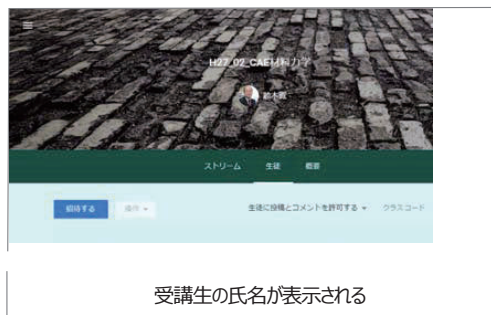 H27_02_CAE材料力学
鈴木敦
ストリーム 生徒 概要
招待する 操作 生徒に投稿とコメントを許可する クラスコード
受講生の氏名が表示される